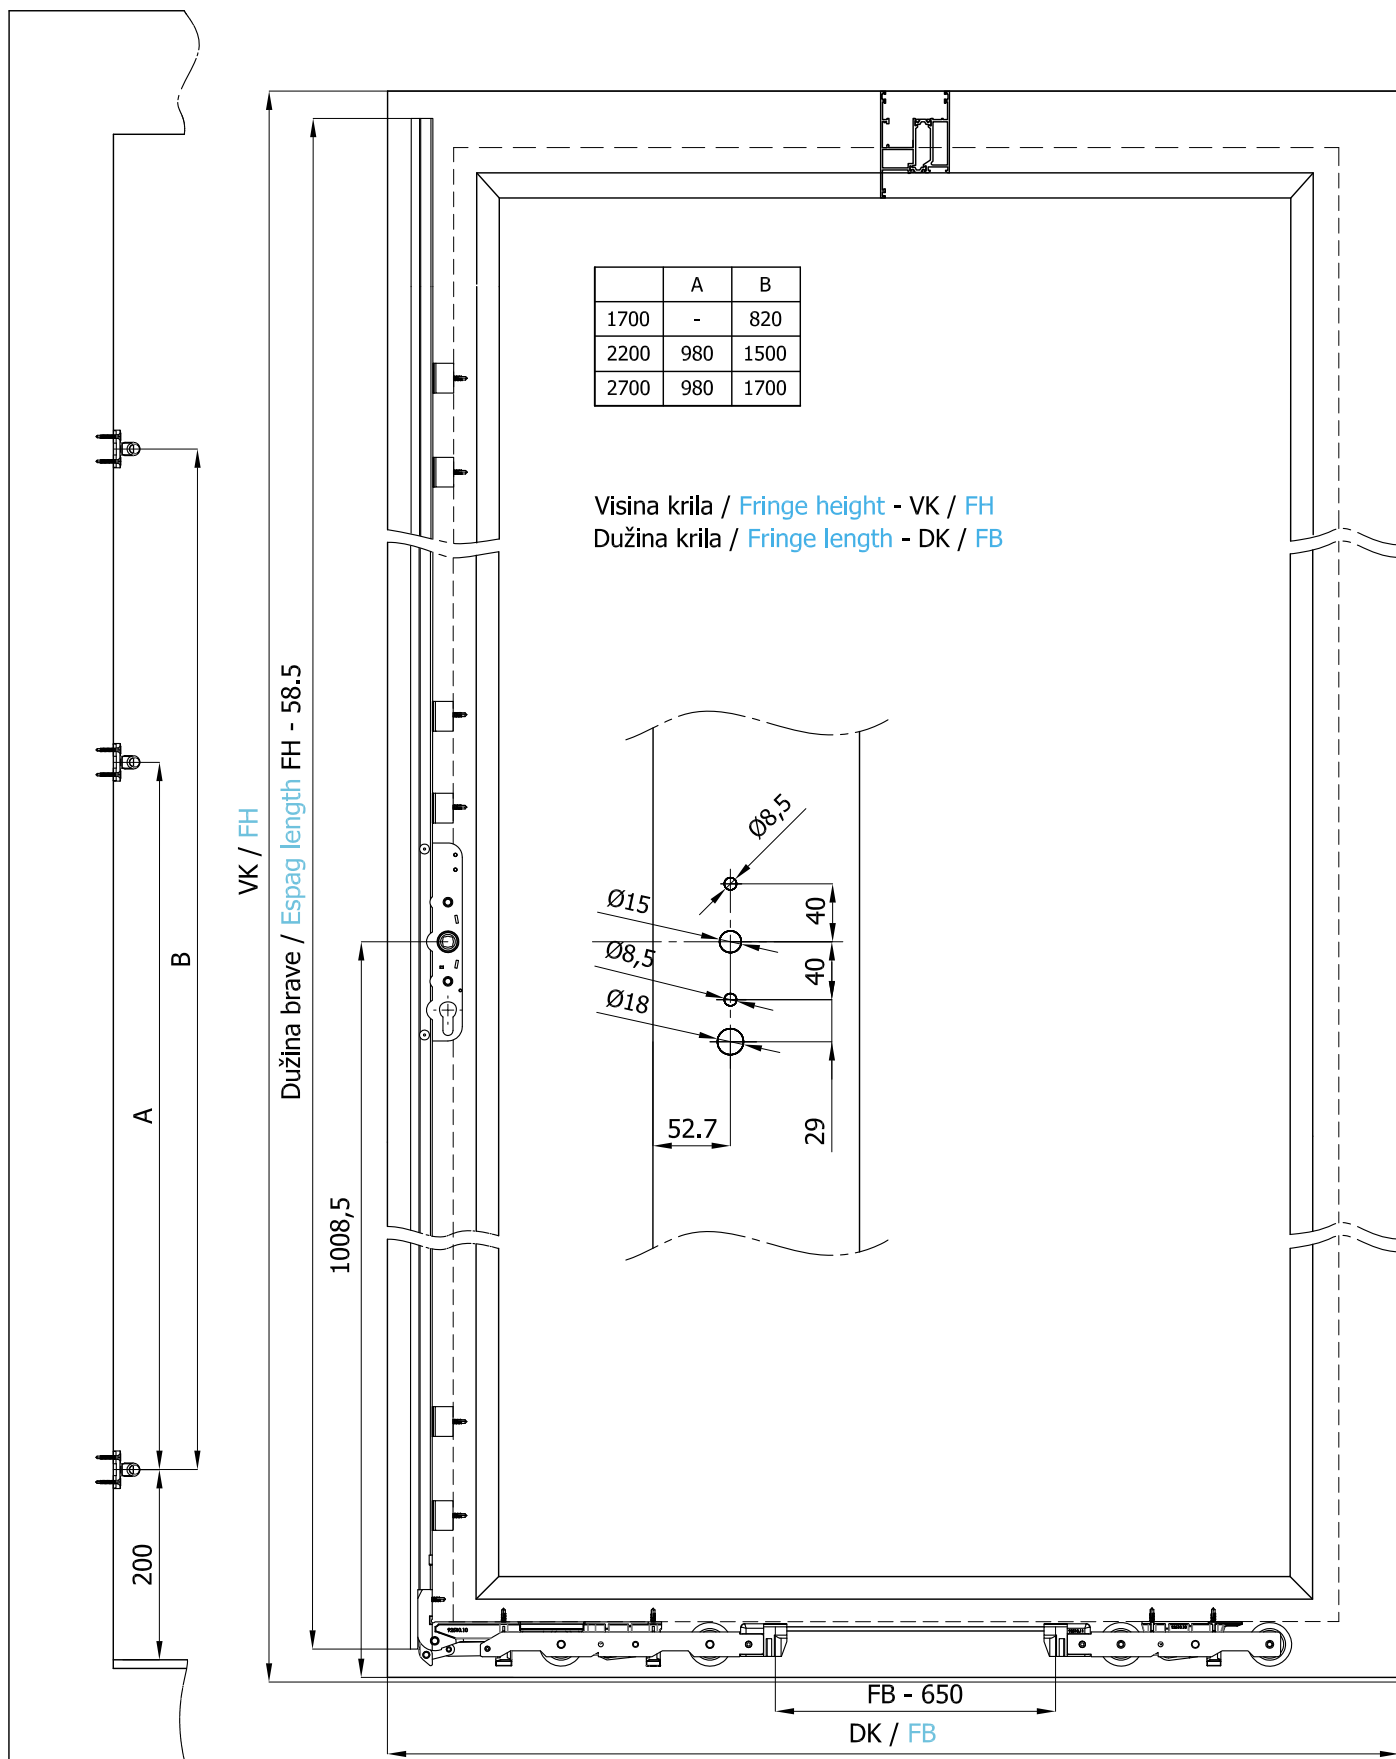 A B
1700 - 820
2200 980 1500
2700 980 1700
Visina krila / Fringe height - VK / FH
Dužina krila / Fringe length - DK / FB
VK / FH
Dužina brave / Espag length FH - 58.5
B
A
200
1008,5
Ø8,5
Ø15
Ø8,5
Ø18
40
40
29
52.7
FB - 650
DK / FB